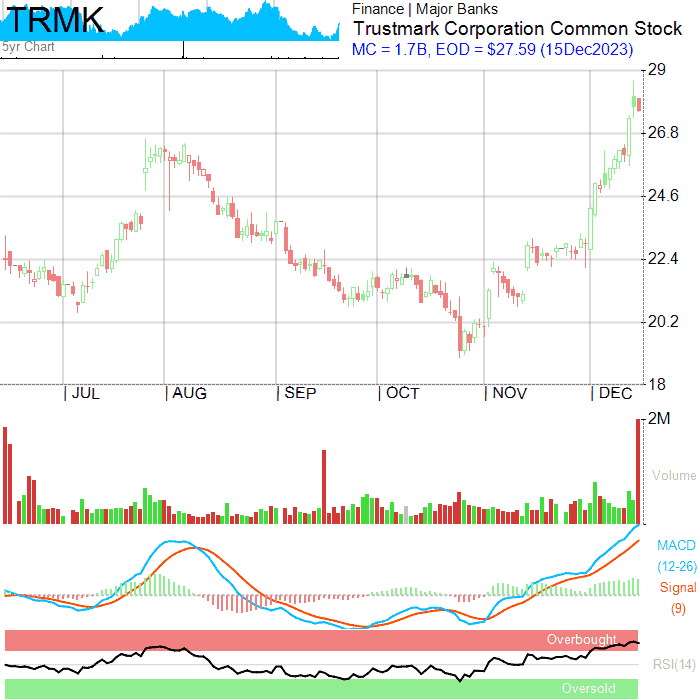 TRMK
5yr Chart
Finance | Major Banks
Trustmark Corporation Common Stock
MC = 1.7B, EOD = $27.59 (15Dec2023)
29
26.8
24.6
22.4
20.2
18
| JUL | AUG | SEP | OCT | NOV | DEC
2M
Volume
MACD
(12-26)
Signal
(9)
Overbought
RSI(14)
Oversold